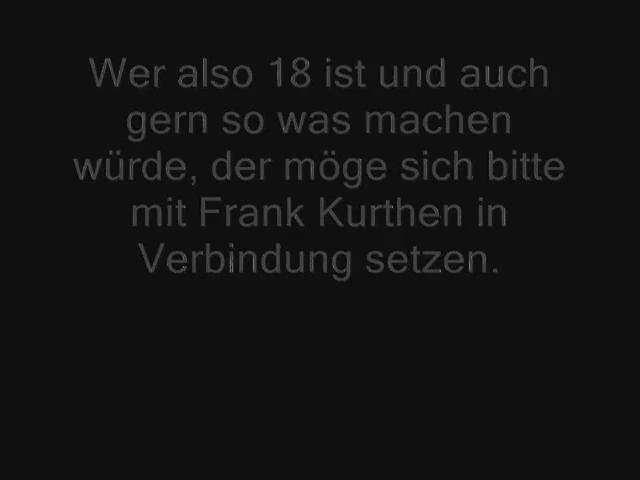 Wer also 18 ist und auch
gern so was machen
würde, der möge sich bitte
mit Frank Kurthen in
Verbindung setzen.